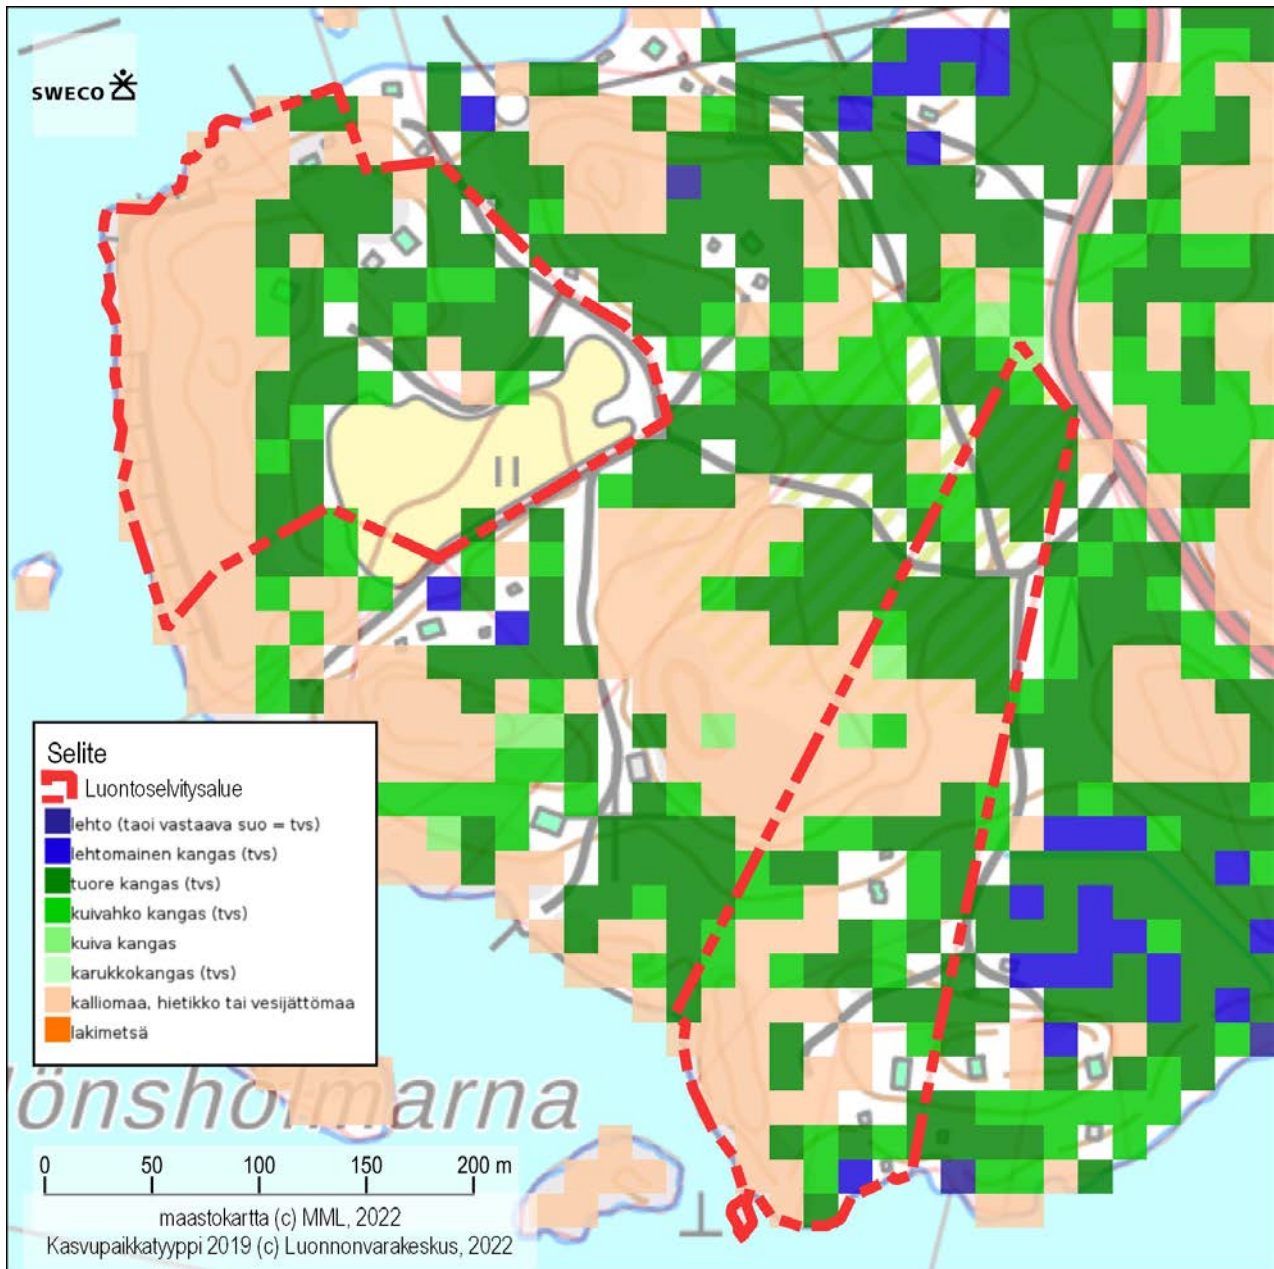 SWECO
Selite
Luontoselvitysalue
lehto (taoi vastaava suo = tvs)
lehtomainen kangas (tvs)
tuore kangas (tvs)
kuivahko kangas (tvs)
kuiva kangas
karukkokangas (tvs)
kalliomaa, hietikko tai vesijättömaa
lakimetsä
önsholmarna
0 50 100 150 200 m
maastokartta (c) MML, 2022
Kasvupaikkatyyppi 2019 (c) Luonnonvarakeskus, 2022